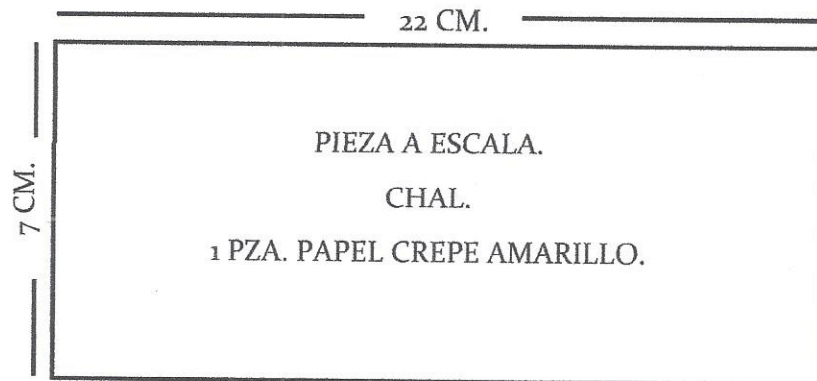 22 CM.
7 CM.
PIEZA A ESCALA.
CHAL.
1 PZA. PAPEL CREPE AMARILLO.